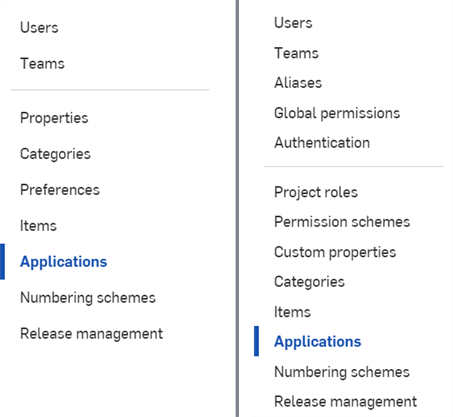 Users
Teams
Properties
Categories
Preferences
Items
Applications
Numbering schemes
Release management
Users
Teams
Aliases
Global permissions
Authentication
Project roles
Permission schemes
Custom properties
Categories
Items
Applications
Numbering schemes
Release management